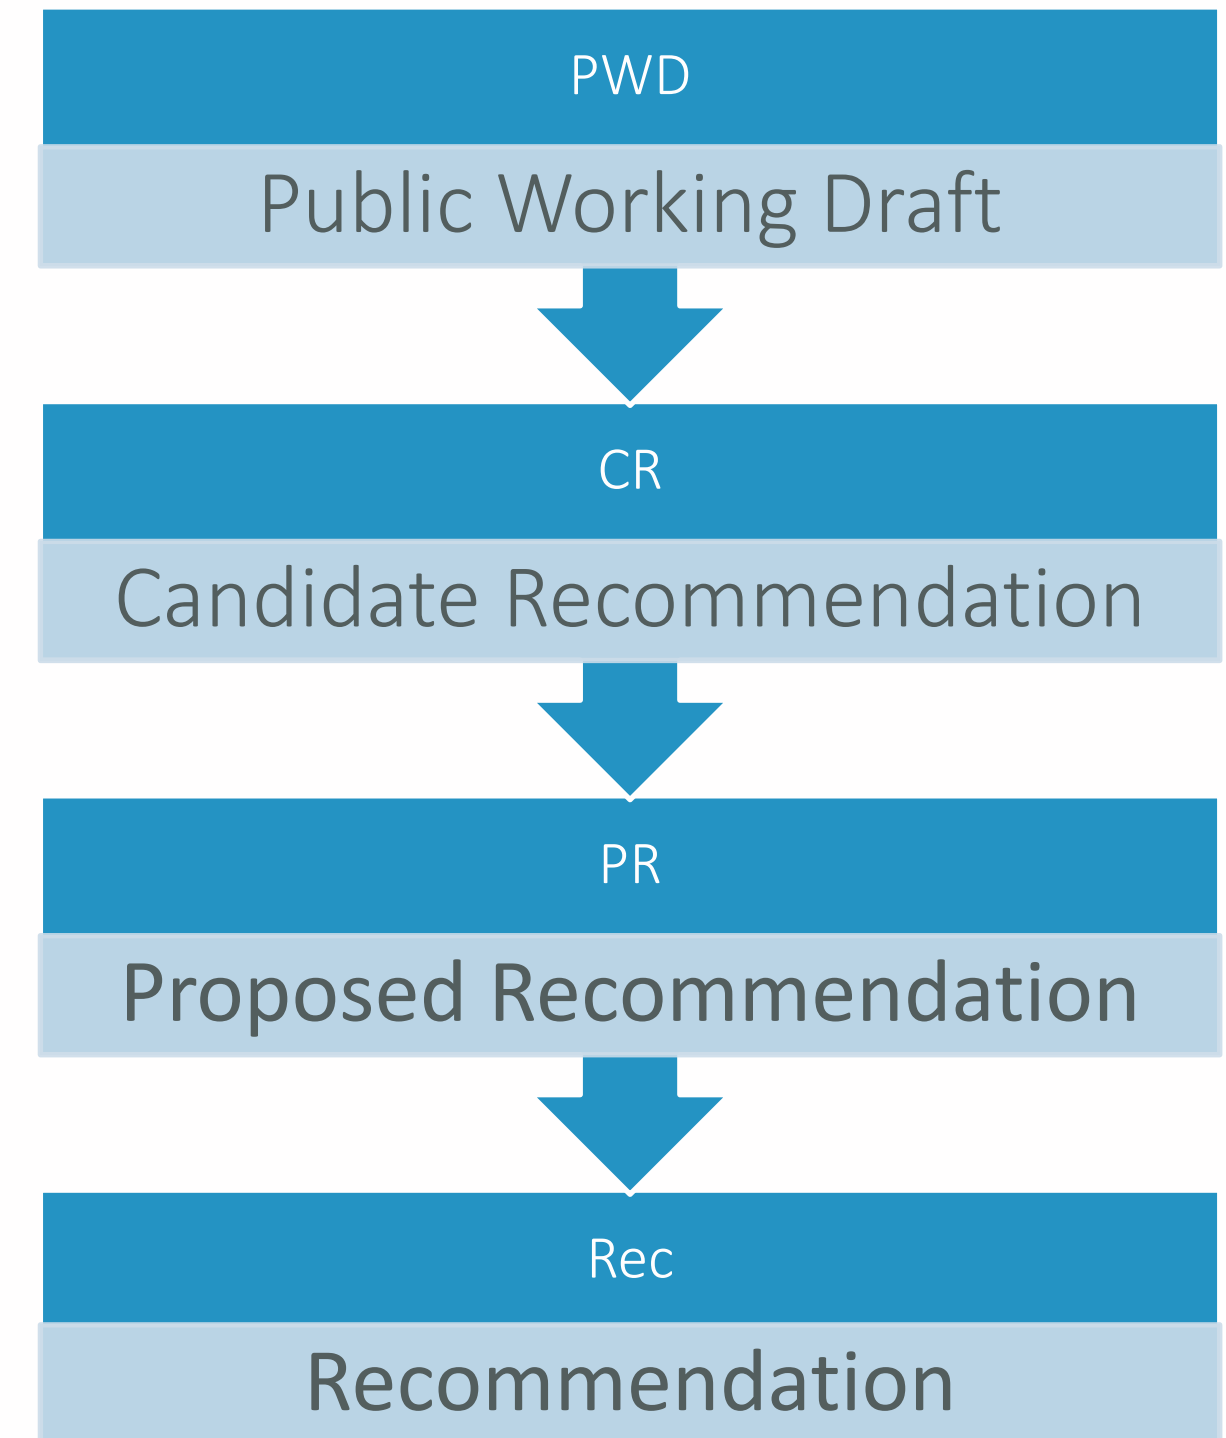 PWD
Public Working Draft
CR
Candidate Recommendation
PR
Proposed Recommendation
Rec
Recommendation